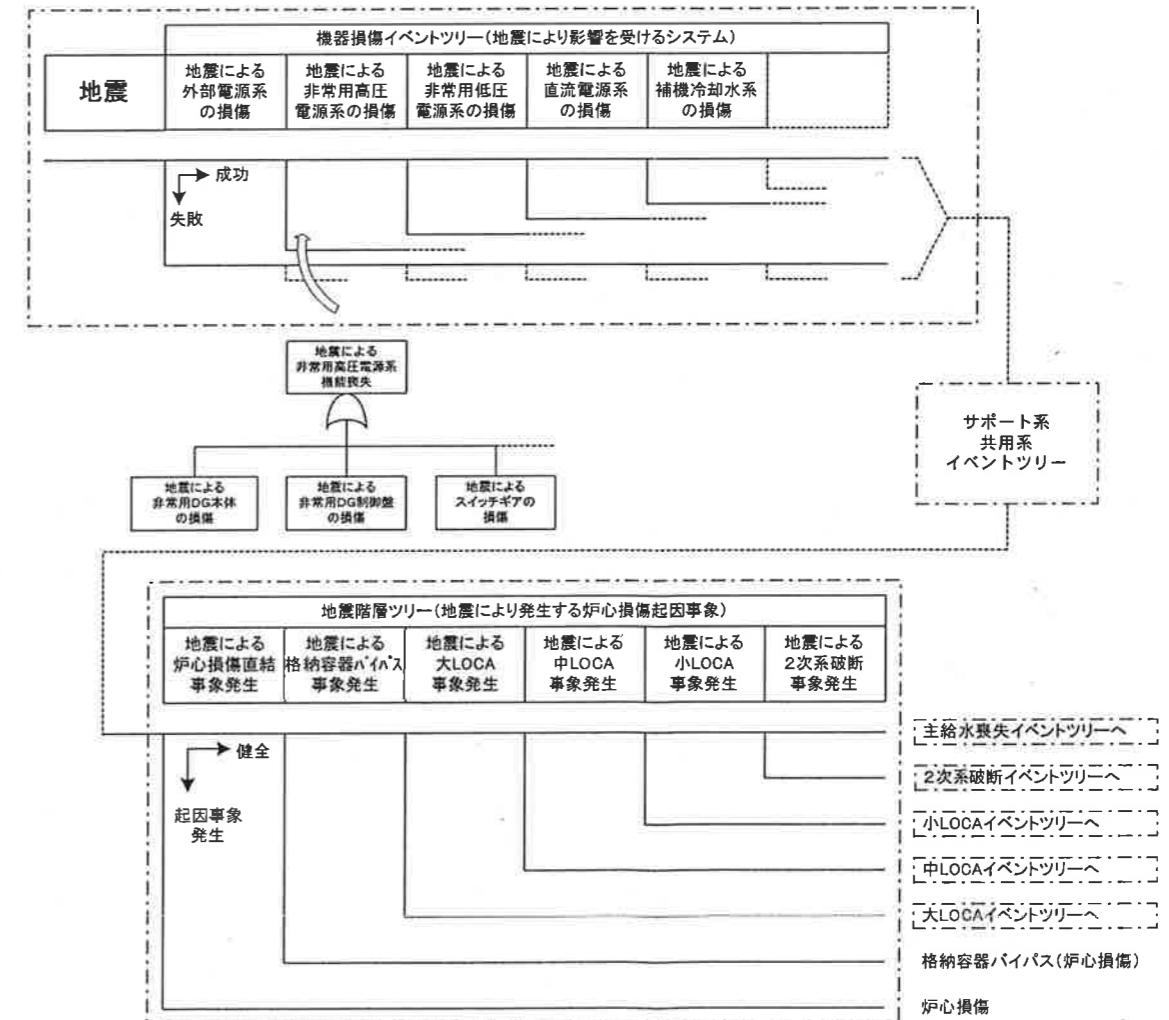 機器損傷イベントツリー(地震により影響を受けるシステム)
地震
地震による
外部電源系
の損傷
地震による
非常用高圧
電源系の損傷
地震による
非常用低圧
電源系の損傷
地震による
直流電源系
の損傷
地震による
補機冷却水系
の損傷
成功
失敗
地震による
非常用高圧電源系
機能喪失
地震による
非常用DG本体
の損傷
地震による
非常用DG制御盤
の損傷
地震による
スイッチギアの
損傷
サポート系
共用系
イベントツリー
地震階層ツリー(地震により発生する炉心損傷起因事象)
地震による
炉心損傷直結
事象発生
地震による
格納容器バイパス
事象発生
地震による
大LOCA
事象発生
地震による
中LOCA
事象発生
地震による
小LOCA
事象発生
地震による
2次系破断
事象発生
健全
起因事象
発生
主給水喪失イベントツリーへ
2次系破断イベントツリーへ
小LOCAイベントツリーへ
中LOCAイベントツリーへ
大LOCAイベントツリーへ
格納容器バイパス(炉心損傷)
炉心損傷